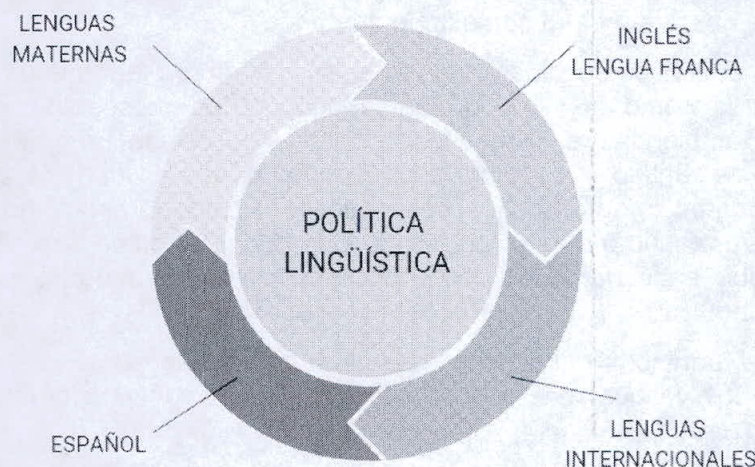 LENGUAS
MATERNAS
INGLÉS
LENGUA FRANCA
POLÍTICA
LINGÜÍSTICA
ESPAÑOL
LENGUAS
INTERNACIONALES